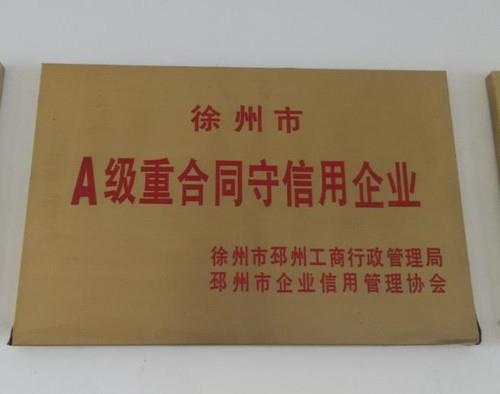 徐州市
A级重合同守信用企业
徐州市邳州工商行政管理局
邳州市企业信用管理协会